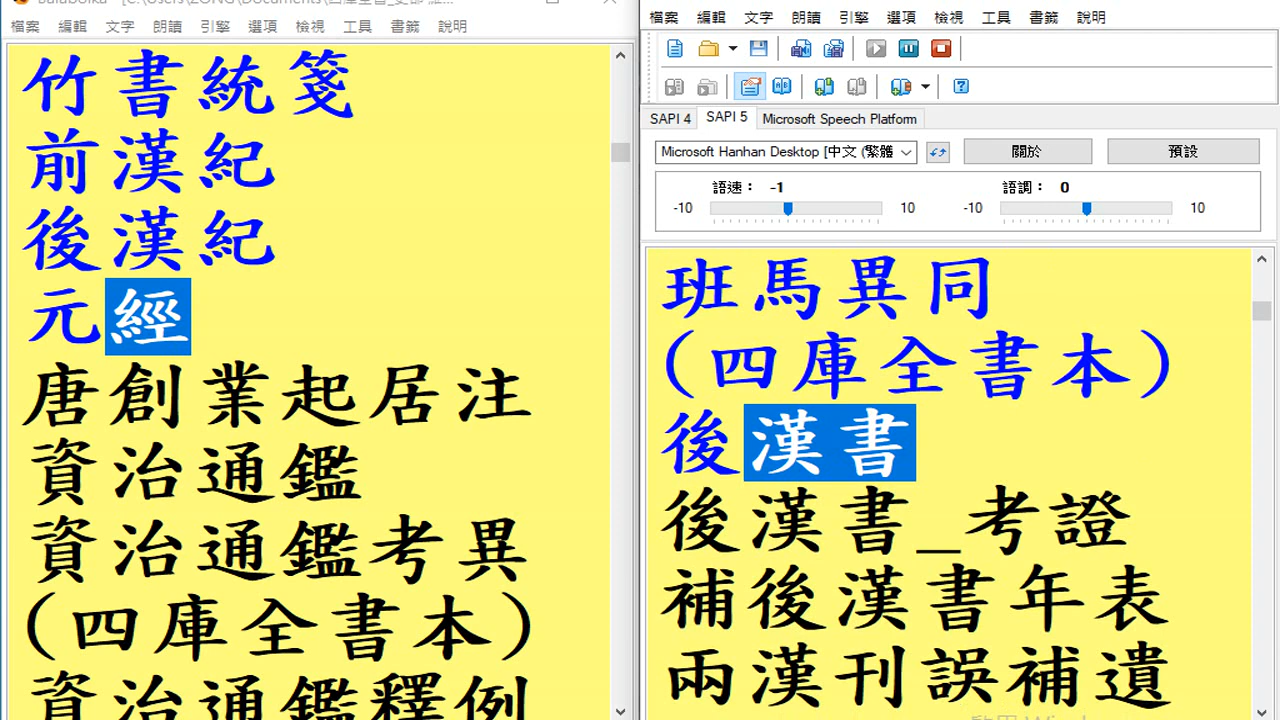 檔案 編輯 文字 朗讀 引擎 選項 檢視 工具 書籤 說明
竹書統箋
前漢紀
後漢紀
元經
唐創業起居注
資治通鑑
資治通鑑考異
(四庫全書本)
資治通鑑釋例
檔案 編輯 文字 朗讀 引擎 選項 檢視 工具 書籤 說明
SAPI 4 SAPI 5 Microsoft Speech Platform
Microsoft Hanhan Desktop [中文 (繁體 關於 預設
語速： -1 語調： 0
-10 10 -10 10
班馬異同
(四庫全書本)
後漢書
後漢書_考證
補後漢書年表
兩漢刊誤補遺